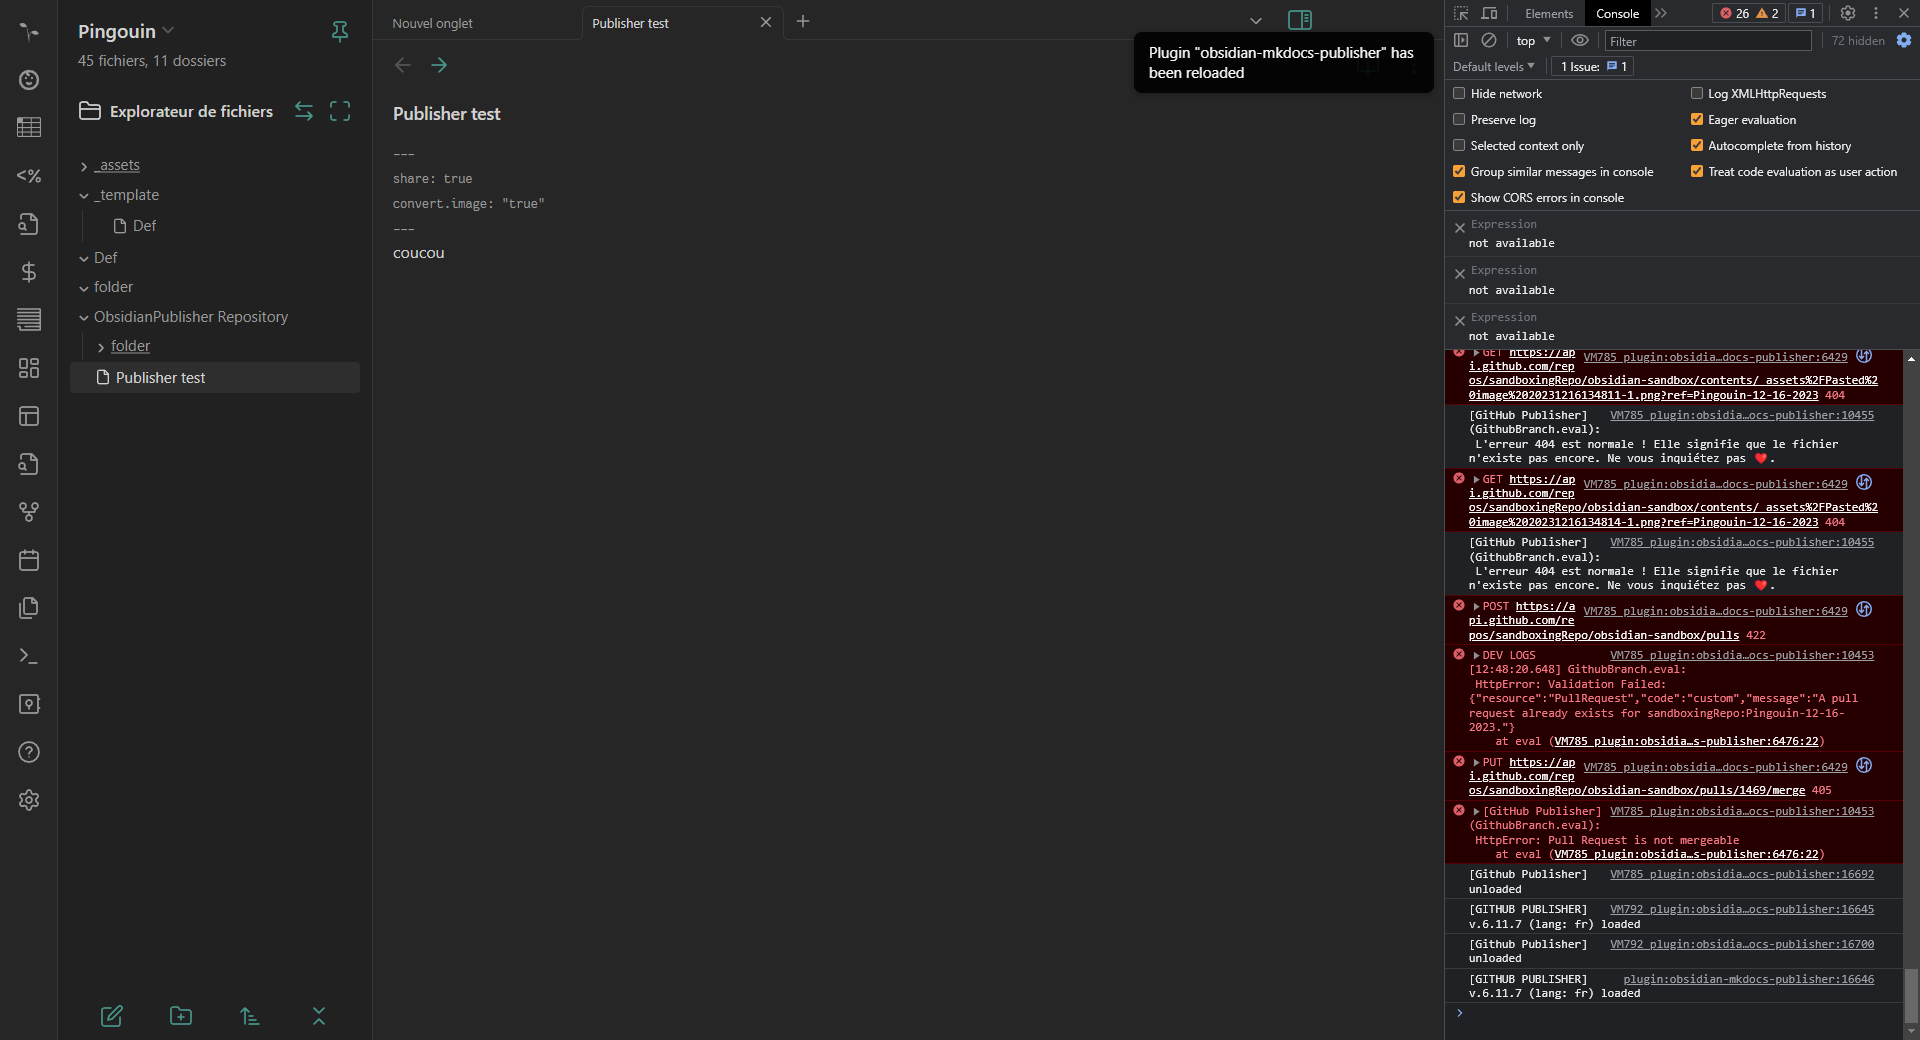 Pingouin
45 fichiers, 11 dossiers
Explorateur de fichiers
_assets
_template
Def
Def
folder
ObsidianPublisher Repository
folder
Publisher test
Nouvel onglet
Publisher test
Plugin "obsidian-mkdocs-publisher" has
been reloaded
Publisher test
---
share: true
convert.image: "true"
---
coucou
Elements
Console
26
2
1
top
Filter
72 hidden
Default levels
1 Issue:
1
Hide network
Log XMLHttpRequests
Preserve log
Eager evaluation
Selected context only
Autocomplete from history
Group similar messages in console
Treat code evaluation as user action
Show CORS errors in console
Expression
not available
Expression
not available
Expression
not available
GET https://ap VM785 plugin:obsidia…docs-publisher:6429
i.github.com/rep
os/sandboxingRepo/obsidian-sandbox/contents/_assets%2FPasted%2
0image%2020231216134811-1.png?ref=Pingouin-12-16-2023 404
[GitHub Publisher] VM785 plugin:obsidia…ocs-publisher:10455
(GithubBranch.eval):
L'erreur 404 est normale ! Elle signifie que le fichier
n'existe pas encore. Ne vous inquiétez pas ❤️.
GET https://ap VM785 plugin:obsidia…docs-publisher:6429
i.github.com/rep
os/sandboxingRepo/obsidian-sandbox/contents/_assets%2FPasted%2
0image%2020231216134814-1.png?ref=Pingouin-12-16-2023 404
[GitHub Publisher] VM785 plugin:obsidia…ocs-publisher:10455
(GithubBranch.eval):
L'erreur 404 est normale ! Elle signifie que le fichier
n'existe pas encore. Ne vous inquiétez pas ❤️.
POST https://a VM785 plugin:obsidia…docs-publisher:6429
pi.github.com/re
pos/sandboxingRepo/obsidian-sandbox/pulls 422
DEV LOGS VM785 plugin:obsidia…ocs-publisher:10453
[12:48:20.648] GithubBranch.eval:
HttpError: Validation Failed:
{"resource":"PullRequest","code":"custom","message":"A pull
request already exists for sandboxingRepo:Pingouin-12-16-
2023."}
at eval (VM785 plugin:obsidia…s-publisher:6476:22)
PUT https://ap VM785 plugin:obsidia…docs-publisher:6429
i.github.com/rep
os/sandboxingRepo/obsidian-sandbox/pulls/1469/merge 405
[GitHub Publisher] VM785 plugin:obsidia…ocs-publisher:10453
(GithubBranch.eval):
HttpError: Pull Request is not mergeable
at eval (VM785 plugin:obsidia…s-publisher:6476:22)
[Github Publisher] VM785 plugin:obsidia…ocs-publisher:16692
unloaded
[GITHUB PUBLISHER] VM792 plugin:obsidia…ocs-publisher:16645
v.6.11.7 (lang: fr) loaded
[Github Publisher] VM792 plugin:obsidia…ocs-publisher:16700
unloaded
[GITHUB PUBLISHER] plugin:obsidian-mkdocs-publisher:16646
v.6.11.7 (lang: fr) loaded